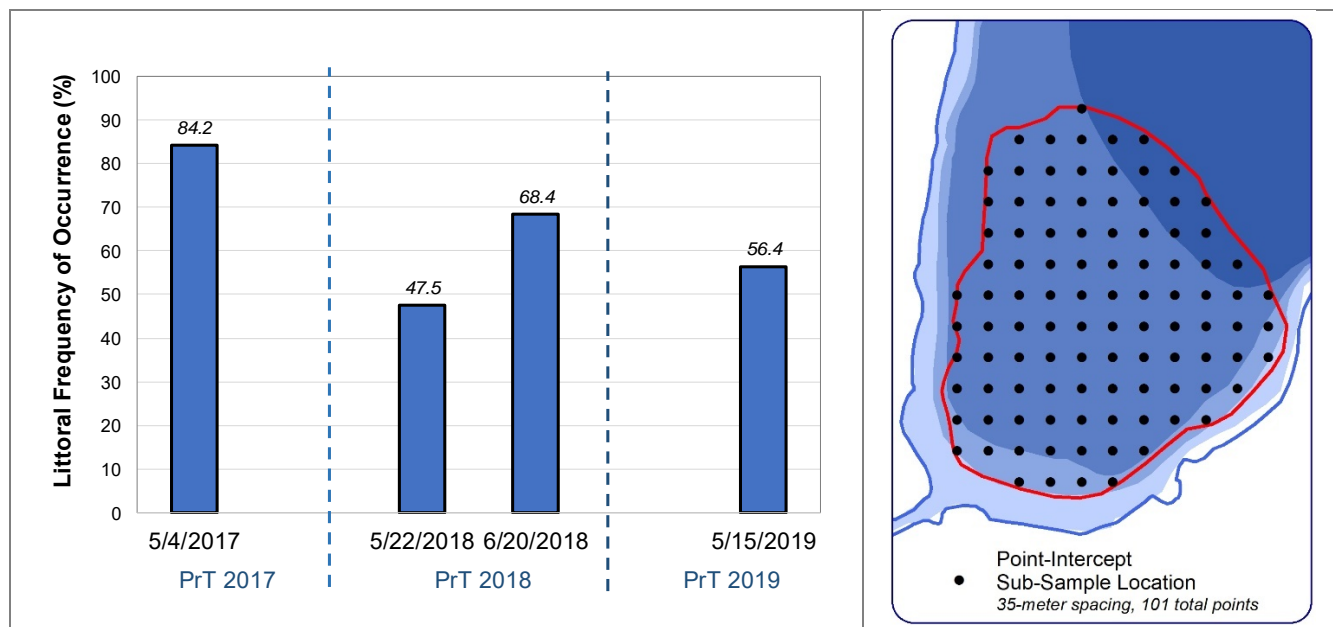 Littoral Frequency of Occurrence (%)
100
90
80
70
60
50
40
30
20
10
0
84.2
47.5
68.4
56.4
5/4/2017
5/22/2018 6/20/2018
5/15/2019
PrT 2017
PrT 2018
PrT 2019
Point-Intercept
Sub-Sample Location
35-meter spacing, 101 total points